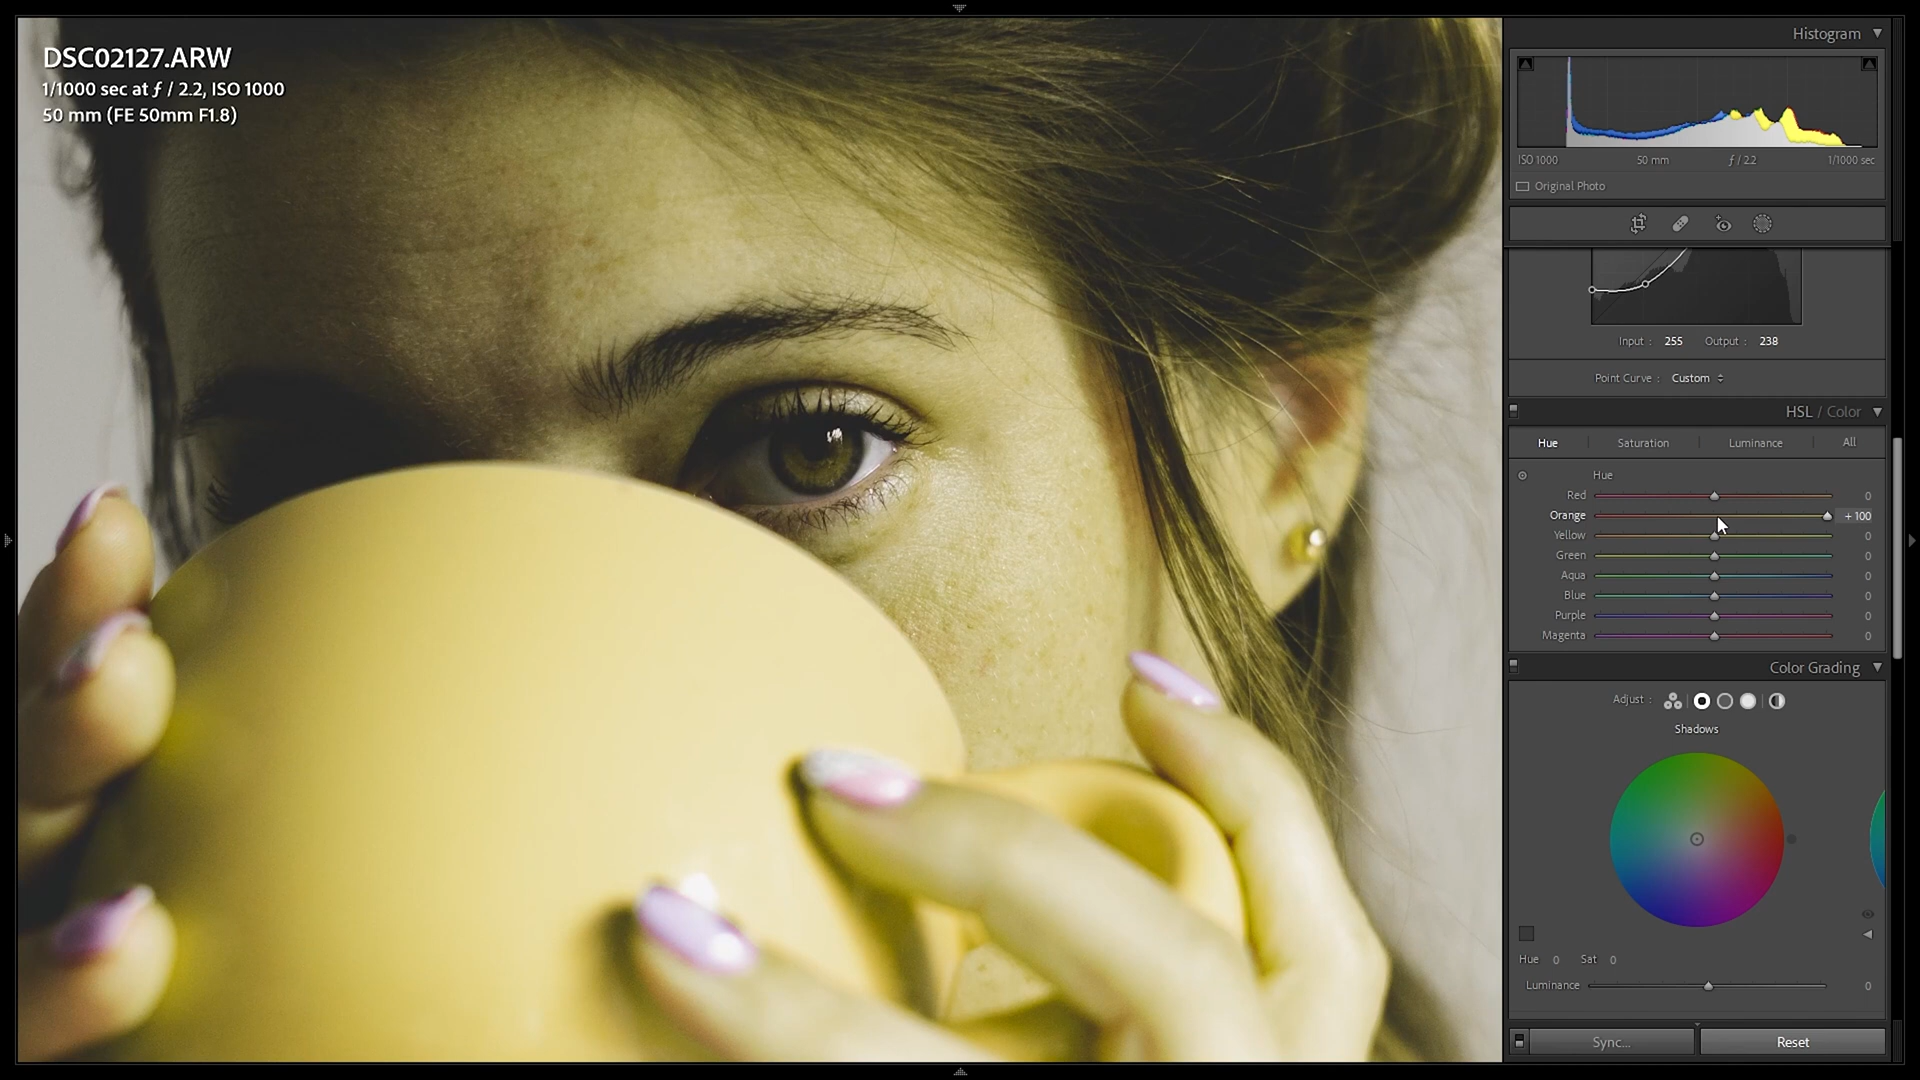 DSC02127.ARW
1/1000 sec at ƒ / 2.2, ISO 1000
50 mm (FE 50mm F1.8)
Histogram
ISO 1000 50 mm ƒ / 2.2 1/1000 sec
Original Photo
Input : 255 Output : 238
Point Curve : Custom
HSL / Color
Hue Saturation Luminance All
Hue
Red 0
Orange + 100
Yellow 0
Green 0
Aqua 0
Blue 0
Purple 0
Magenta 0
Color Grading
Adjust :
Shadows
Hue 0 Sat 0
Luminance 0
Sync... Reset